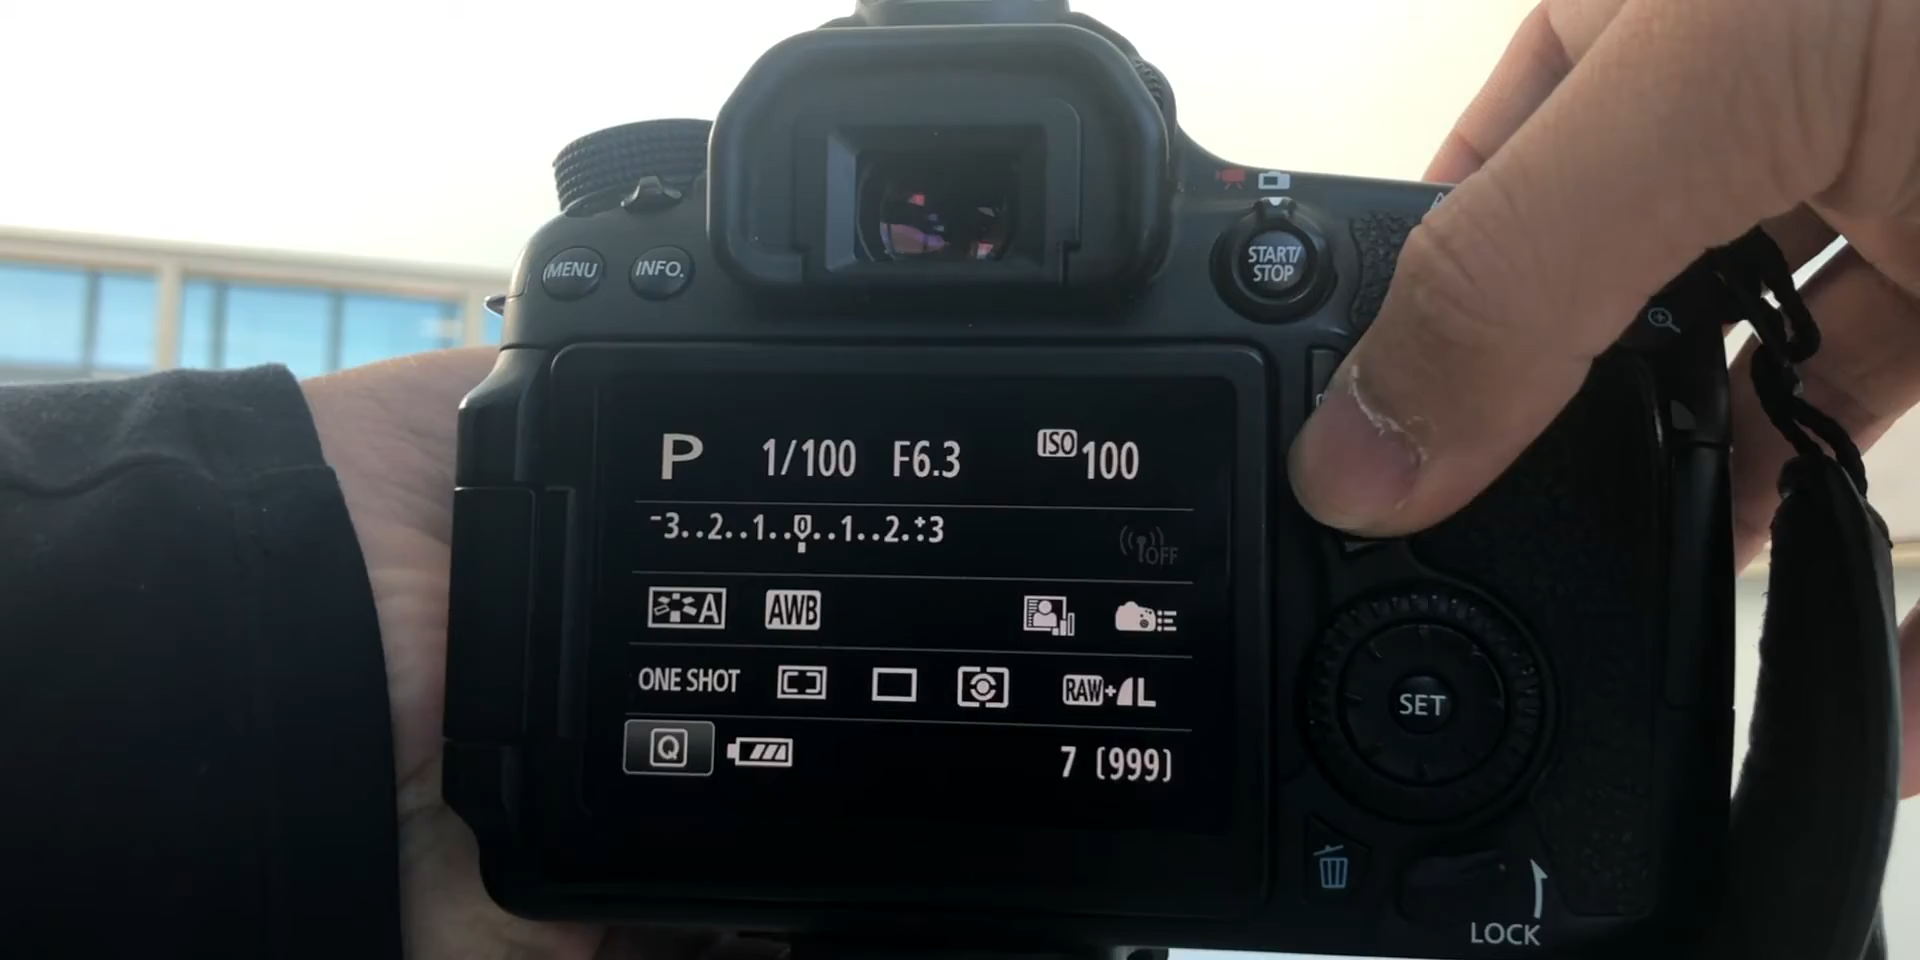 MENU INFO.
START/
STOP
P 1/100 F6.3 ISO 100
-3..2..1..0..1..2.:+3
OFF
A AWB
ONE SHOT RAW+L
Q 7 (999)
SET
LOCK